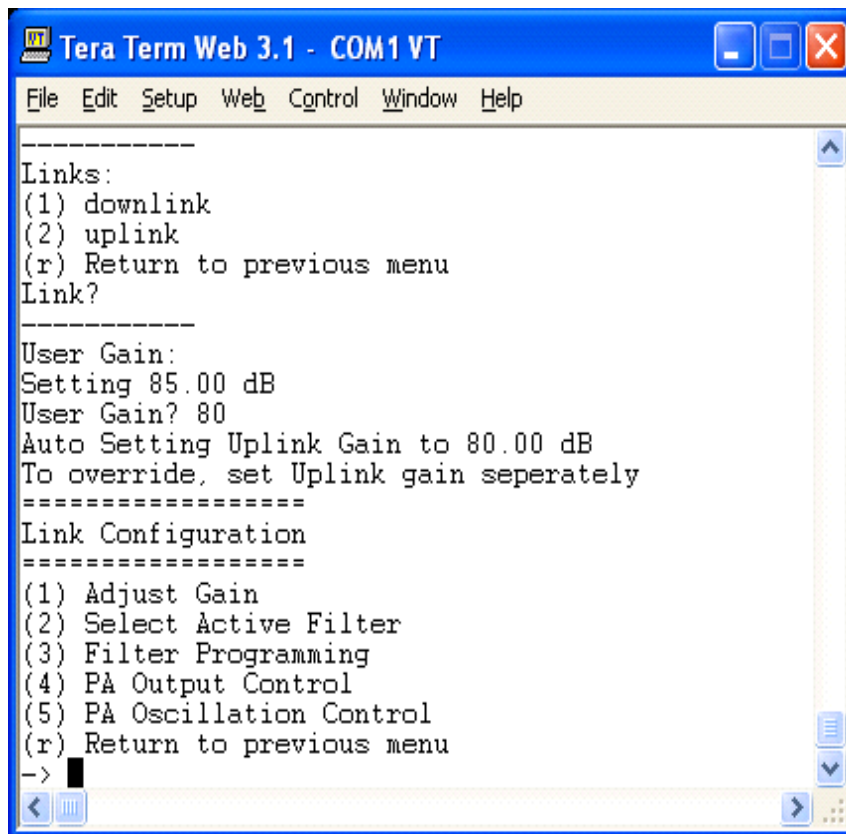 Tera Term Web 3.1 - COM1 VT
File Edit Setup Web Control Window Help
-----------
Links:
(1) downlink
(2) uplink
(r) Return to previous menu
Link?
-----------
User Gain:
Setting 85.00 dB
User Gain? 80
Auto Setting Uplink Gain to 80.00 dB
To override, set Uplink gain seperately
==================
Link Configuration
==================
(1) Adjust Gain
(2) Select Active Filter
(3) Filter Programming
(4) PA Output Control
(5) PA Oscillation Control
(r) Return to previous menu
->